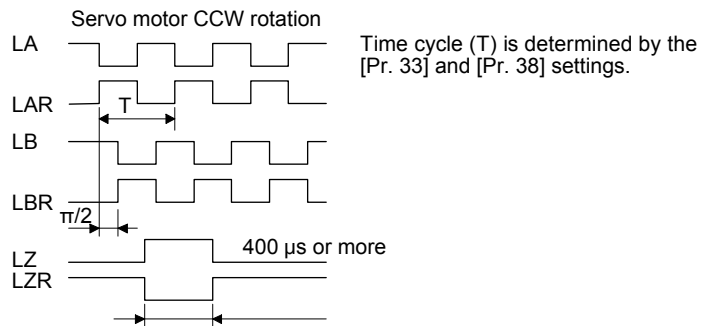 Servo motor CCW rotation
LA
Time cycle (T) is determined by the
[Pr. 33] and [Pr. 38] settings.
LAR
T
LB
LBR
π/2
LZ
400 µs or more
LZR